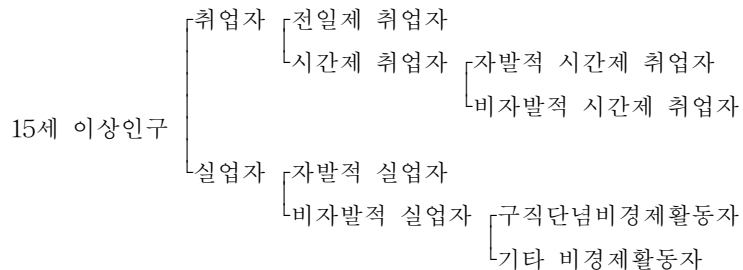 취업자 전일제 취업자
시간제 취업자 자발적 시간제 취업자
비자발적 시간제 취업자
15세 이상인구
실업자 자발적 실업자
비자발적 실업자 구직단념비경제활동자
기타 비경제활동자